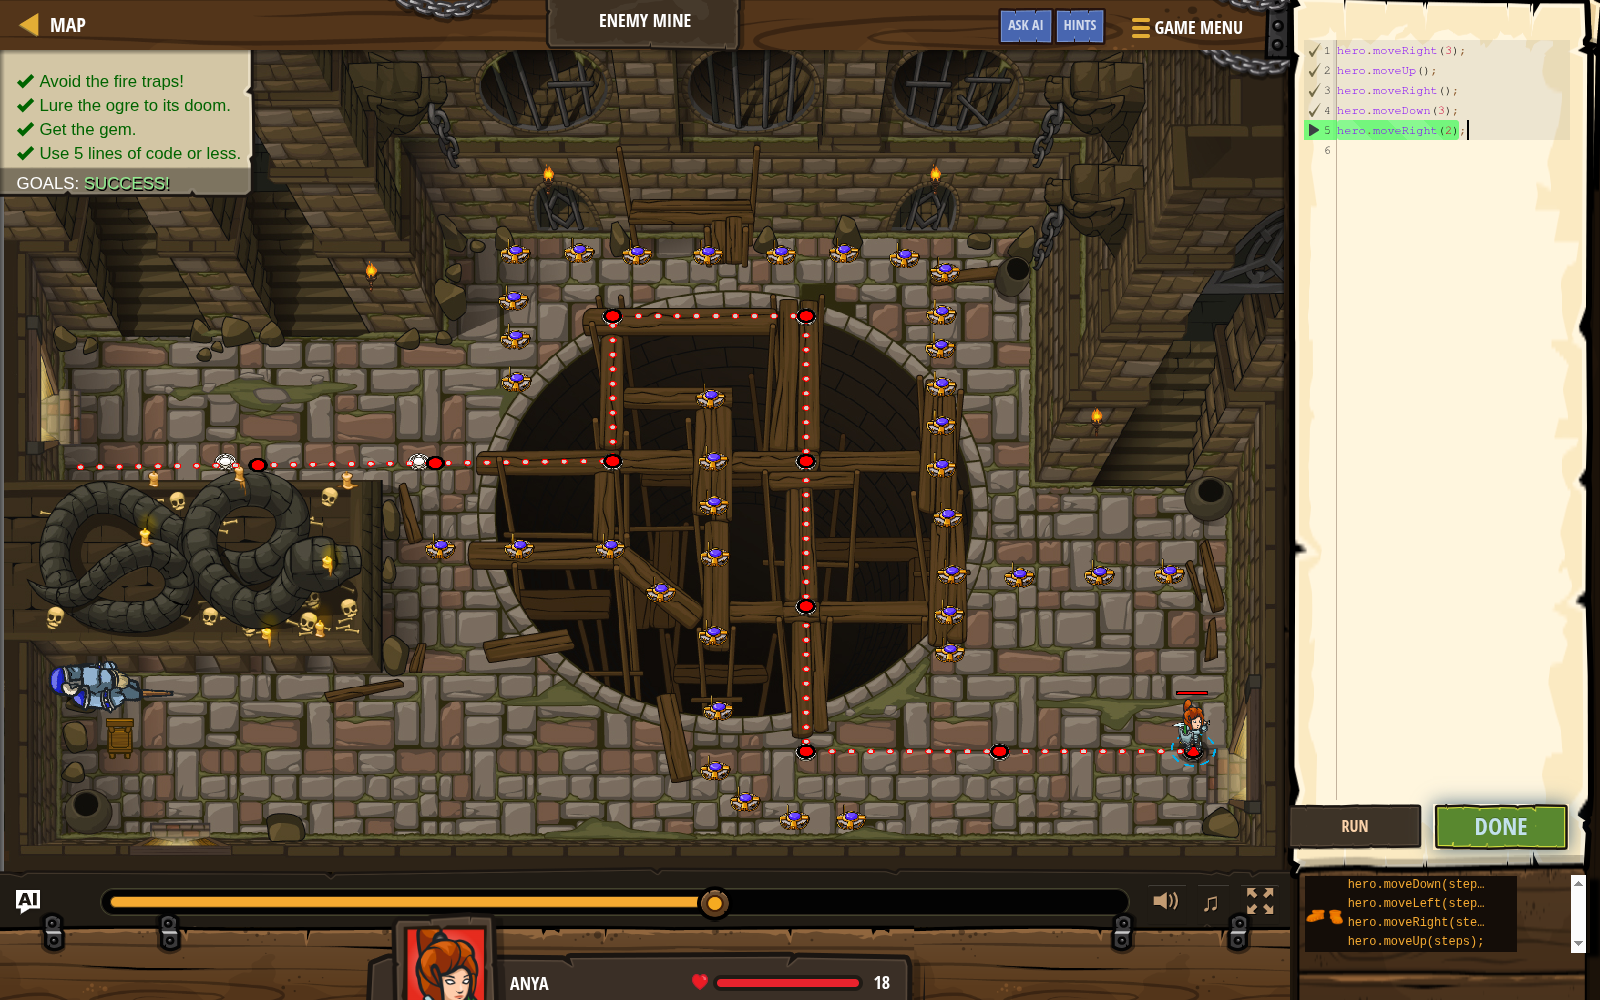 Map
ENEMY MINE
ASK AI
HINTS
GAME MENU
Avoid the fire traps!
Lure the ogre to its doom.
Get the gem.
Use 5 lines of code or less.
GOALS: SUCCESS!
1 hero.moveRight(3);
2 hero.moveUp();
3 hero.moveRight();
4 hero.moveDown(3);
5 hero.moveRight(2);
6
RUN
DONE
hero.moveDown(step…
hero.moveLeft(step…
hero.moveRight(ste…
hero.moveUp(steps);
AI
ANYA
18